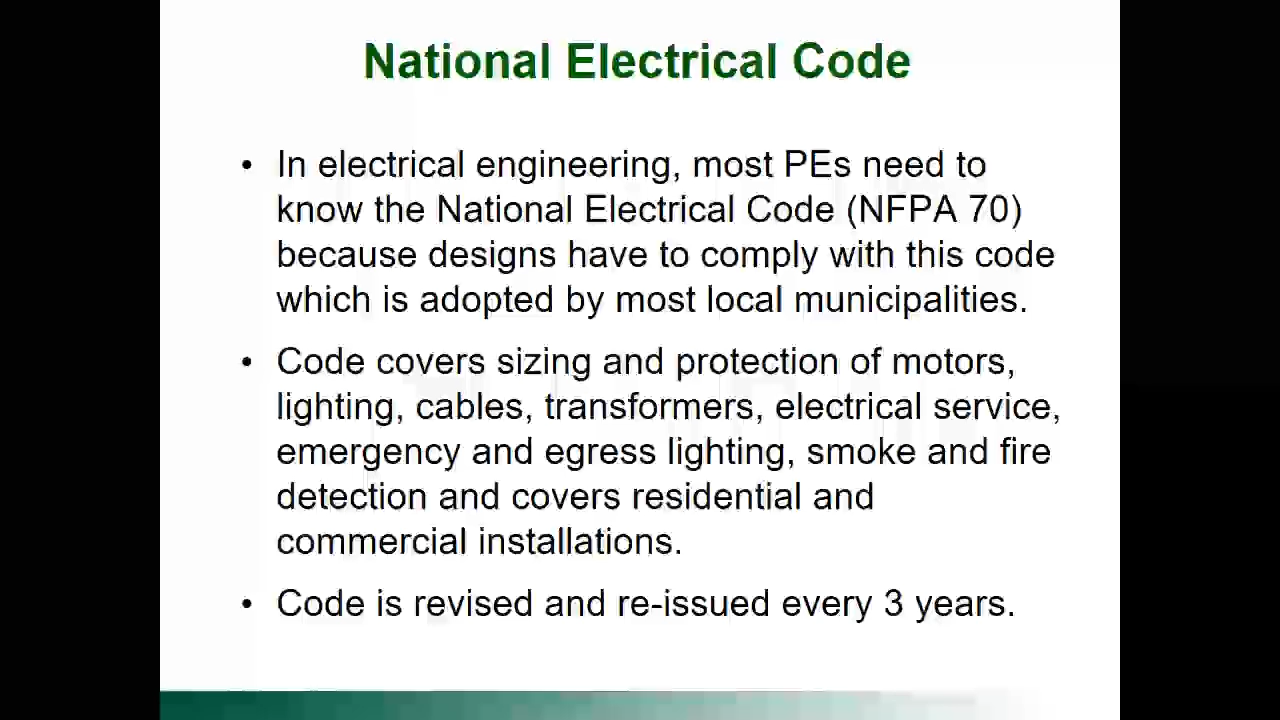 National Electrical Code
• In electrical engineering, most PEs need to
know the National Electrical Code (NFPA 70)
because designs have to comply with this code
which is adopted by most local municipalities.
• Code covers sizing and protection of motors,
lighting, cables, transformers, electrical service,
emergency and egress lighting, smoke and fire
detection and covers residential and
commercial installations.
• Code is revised and re-issued every 3 years.